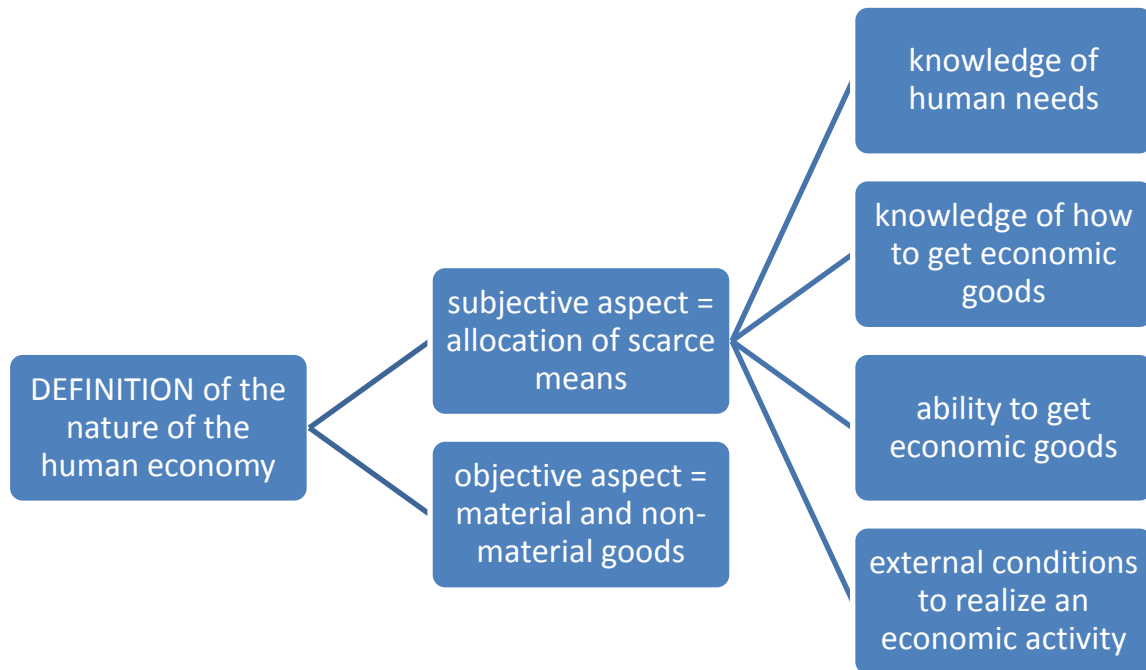 DEFINITION of the
nature of the
human economy
subjective aspect =
allocation of scarce
means
objective aspect =
material and non-
material goods
knowledge of
human needs
knowledge of how
to get economic
goods
ability to get
economic goods
external conditions
to realize an
economic activity